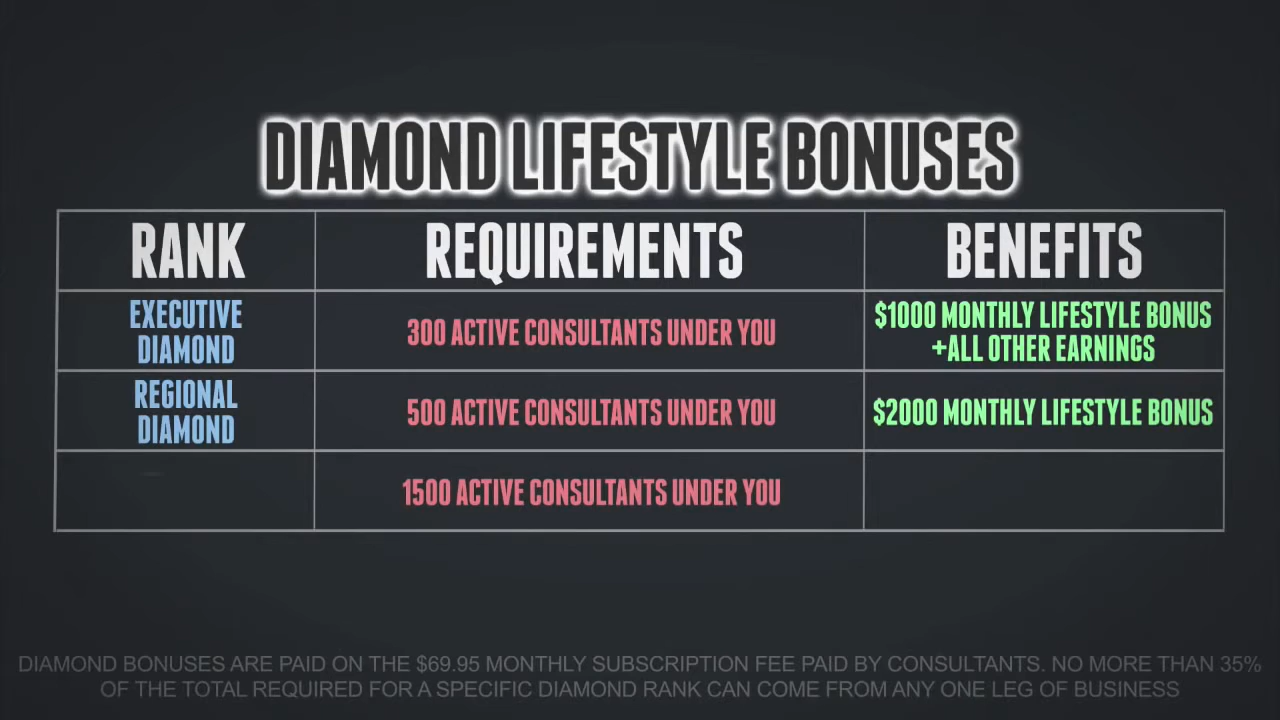 DIAMOND LIFESTYLE BONUSES
RANK REQUIREMENTS BENEFITS
EXECUTIVE
DIAMOND
300 ACTIVE CONSULTANTS UNDER YOU
$1000 MONTHLY LIFESTYLE BONUS
+ALL OTHER EARNINGS
REGIONAL
DIAMOND
500 ACTIVE CONSULTANTS UNDER YOU
$2000 MONTHLY LIFESTYLE BONUS
1500 ACTIVE CONSULTANTS UNDER YOU
DIAMOND BONUSES ARE PAID ON THE $69.95 MONTHLY SUBSCRIPTION FEE PAID BY CONSULTANTS. NO MORE THAN 35%
OF THE TOTAL REQUIRED FOR A SPECIFIC DIAMOND RANK CAN COME FROM ANY ONE LEG OF BUSINESS